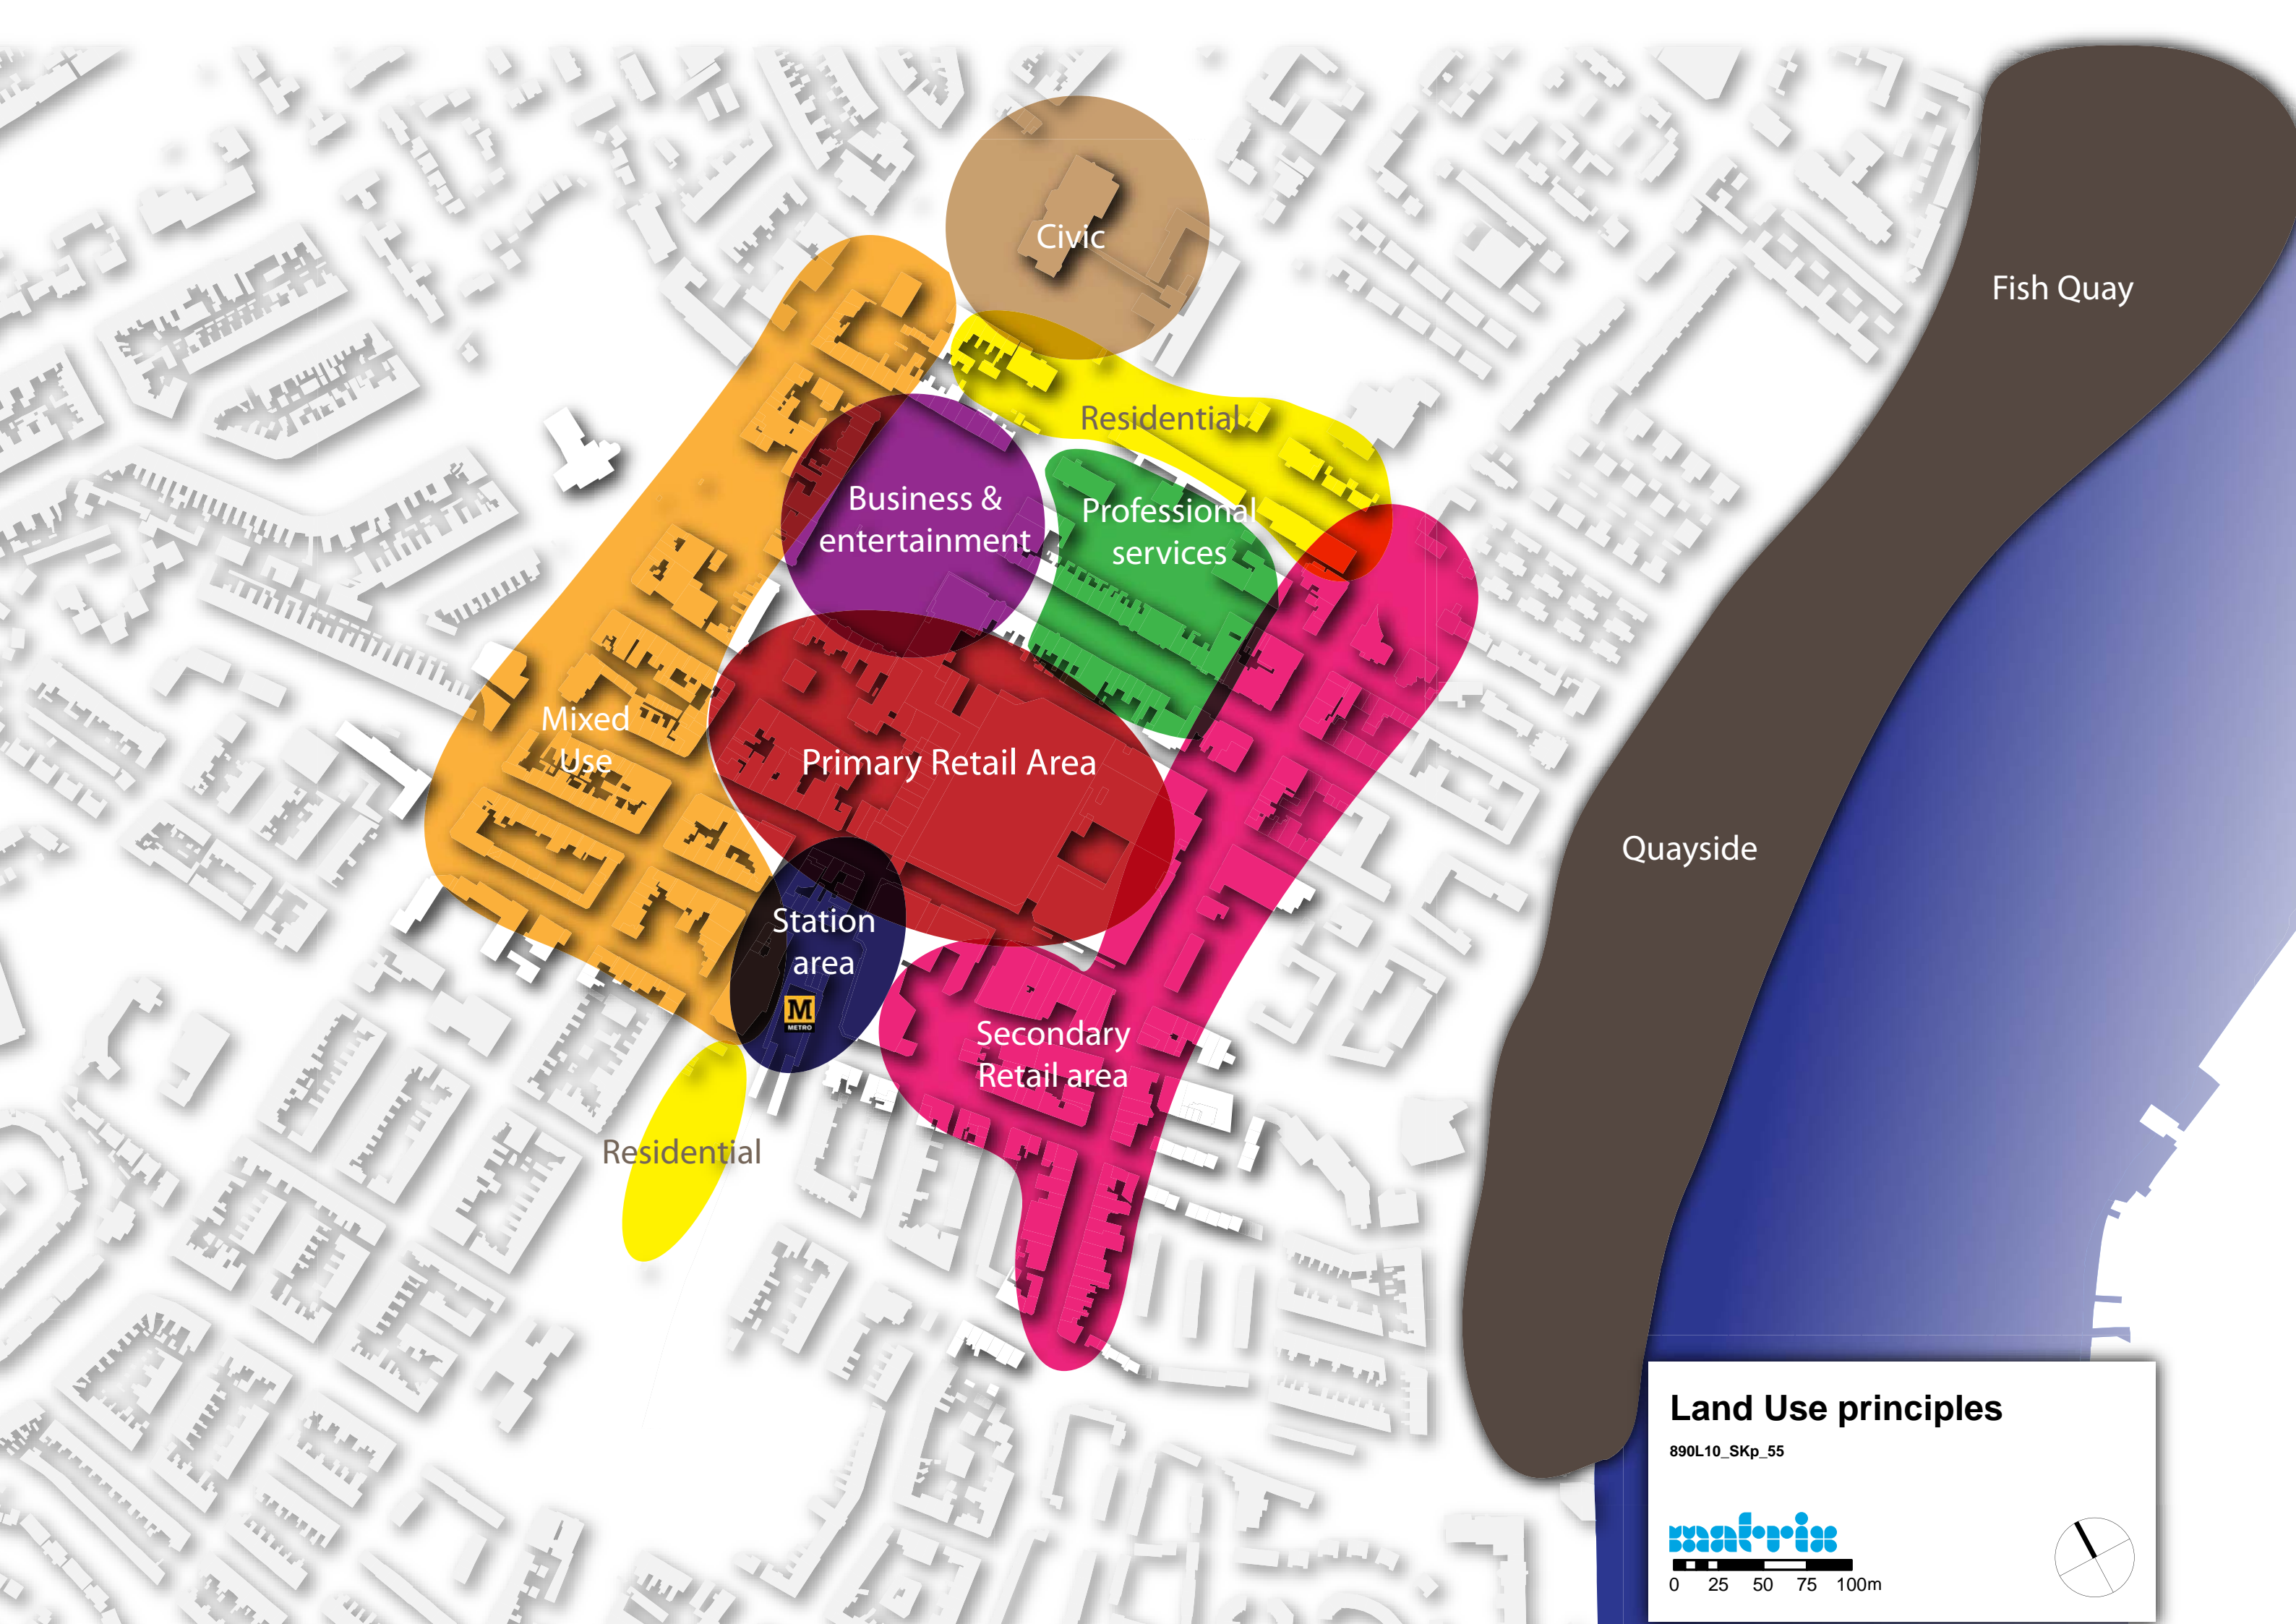 Civic
Fish Quay
Residential
Business &
entertainment
Professional
services
Mixed
Use
Primary Retail Area
Quayside
Station
area
M
METRO
Secondary
Retail area
Residential
Land Use principles
890L10_SKp_55
matrix
0 25 50 75 100m